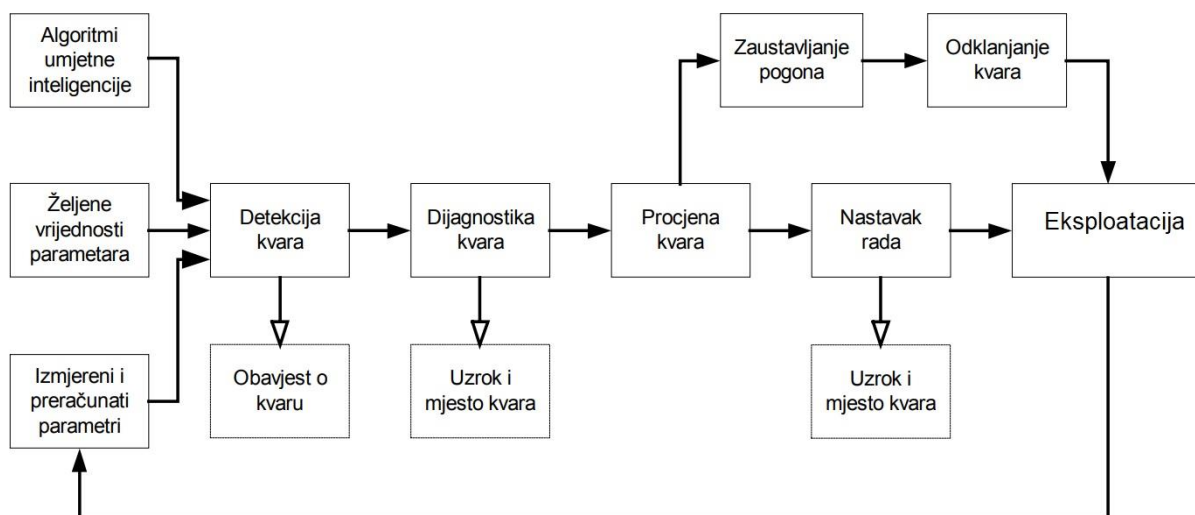 Algoritmi
umjetne
inteligencije
Zaustavljanje
pogona
Odklanjanje
kvara
Željene
vrijednosti
parametara
Detekcija
kvara
Dijagnostika
kvara
Procjena
kvara
Nastavak
rada
Eksploatacija
Izmjereni i
preračunati
parametri
Obavjest o
kvaru
Uzrok i
mjesto kvara
Uzrok i
mjesto kvara